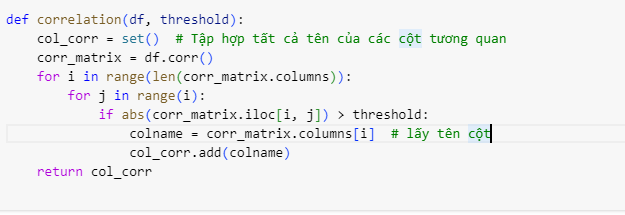 def correlation(df, threshold):
    col_corr = set()  # Tập hợp tất cả tên của các cột tương quan
    corr_matrix = df.corr()
    for i in range(len(corr_matrix.columns)):
        for j in range(i):
            if abs(corr_matrix.iloc[i, j]) > threshold:
                colname = corr_matrix.columns[i]  # lấy tên cột
                col_corr.add(colname)
    return col_corr